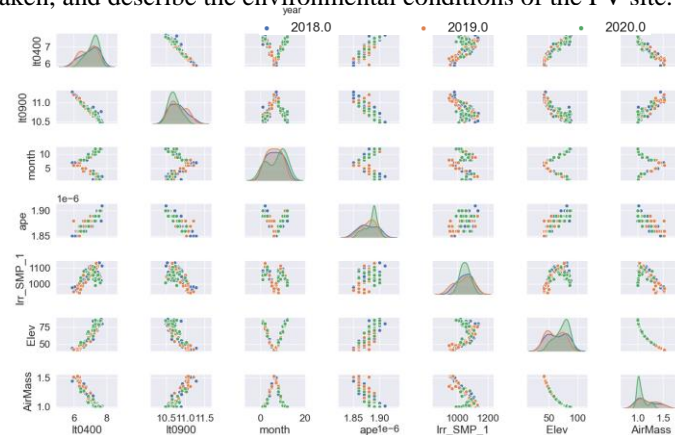 taken, and describe the environmental conditions of the PV site.
year
2018.0 2019.0 2020.0
lt0400
7
6
lt0900
11.0
10.5
month
10
5
1e-6
ape
1.90
1.85
Irr_SMP_1
1100
1000
Elev
75
50
AirMass
1.5
1.0
6 8 10.5 11.0 11.5 0 20 1.85 1.90 1e-6 1000 1200 50 100 1.0 1.5
lt0400 lt0900 month ape Irr_SMP_1 Elev AirMass